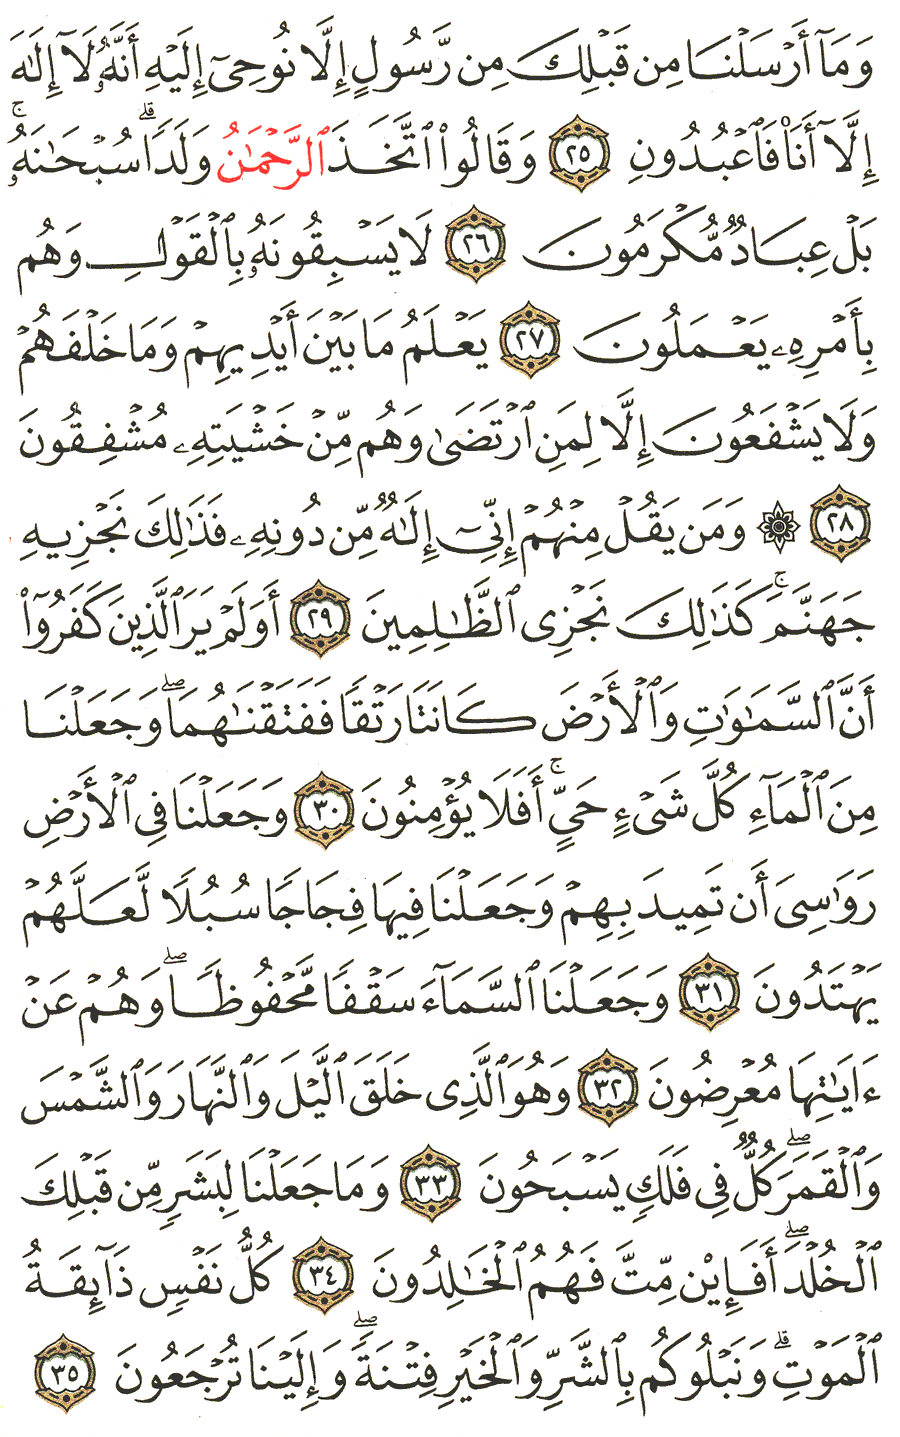 وَمَآ أَرْسَلْنَا مِن قَبْلِكَ مِن رَّسُولٍ إِلَّا نُوحِىٓ إِلَيْهِ أَنَّهُۥ لَآ إِلَٰهَ
إِلَّآ أَنَا۠ فَٱعْبُدُونِ ٢٥ وَقَالُوا۟ ٱتَّخَذَ ٱلرَّحْمَٰنُ وَلَدًا ۗ سُبْحَٰنَهُۥ ۚ
بَلْ عِبَادٌ مُّكْرَمُونَ ٢٦ لَا يَسْبِقُونَهُۥ بِٱلْقَوْلِ وَهُم
بِأَمْرِهِۦ يَعْمَلُونَ ٢٧ يَعْلَمُ مَا بَيْنَ أَيْدِيهِمْ وَمَا خَلْفَهُمْ
وَلَا يَشْفَعُونَ إِلَّا لِمَنِ ٱرْتَضَىٰ وَهُم مِّنْ خَشْيَتِهِۦ مُشْفِقُونَ
٢٨ ۞ وَمَن يَقُلْ مِنْهُمْ إِنِّىٓ إِلَٰهٌ مِّن دُونِهِۦ فَذَٰلِكَ نَجْزِيهِ
جَهَنَّمَ ۚ كَذَٰلِكَ نَجْزِى ٱلظَّٰلِمِينَ ٢٩ أَوَلَمْ يَرَ ٱلَّذِينَ كَفَرُوٓا۟
أَنَّ ٱلسَّمَٰوَٰتِ وَٱلْأَرْضَ كَانَتَا رَتْقًا فَفَتَقْنَٰهُمَا ۖ وَجَعَلْنَا
مِنَ ٱلْمَآءِ كُلَّ شَىْءٍ حَىٍّ ۚ أَفَلَا يُؤْمِنُونَ ٣٠ وَجَعَلْنَا فِى ٱلْأَرْضِ
رَوَٰسِىَ أَن تَمِيدَ بِهِمْ وَجَعَلْنَا فِيهَا فِجَاجًا سُبُلًا لَّعَلَّهُمْ
يَهْتَدُونَ ٣١ وَجَعَلْنَا ٱلسَّمَآءَ سَقْفًا مَّحْفُوظًا ۖ وَهُمْ عَنْ
ءَايَٰتِهَا مُعْرِضُونَ ٣٢ وَهُوَ ٱلَّذِى خَلَقَ ٱلَّيْلَ وَٱلنَّهَارَ وَٱلشَّمْسَ
وَٱلْقَمَرَ ۖ كُلٌّ فِى فَلَكٍ يَسْبَحُونَ ٣٣ وَمَا جَعَلْنَا لِبَشَرٍ مِّن قَبْلِكَ
ٱلْخُلْدَ ۖ أَفَإِي۟ن مِّتَّ فَهُمُ ٱلْخَٰلِدُونَ ٣٤ كُلُّ نَفْسٍ ذَآئِقَةُ
ٱلْمَوْتِ ۗ وَنَبْلُوكُم بِٱلشَّرِّ وَٱلْخَيْرِ فِتْنَةً ۖ وَإِلَيْنَا تُرْجَعُونَ ٣٥